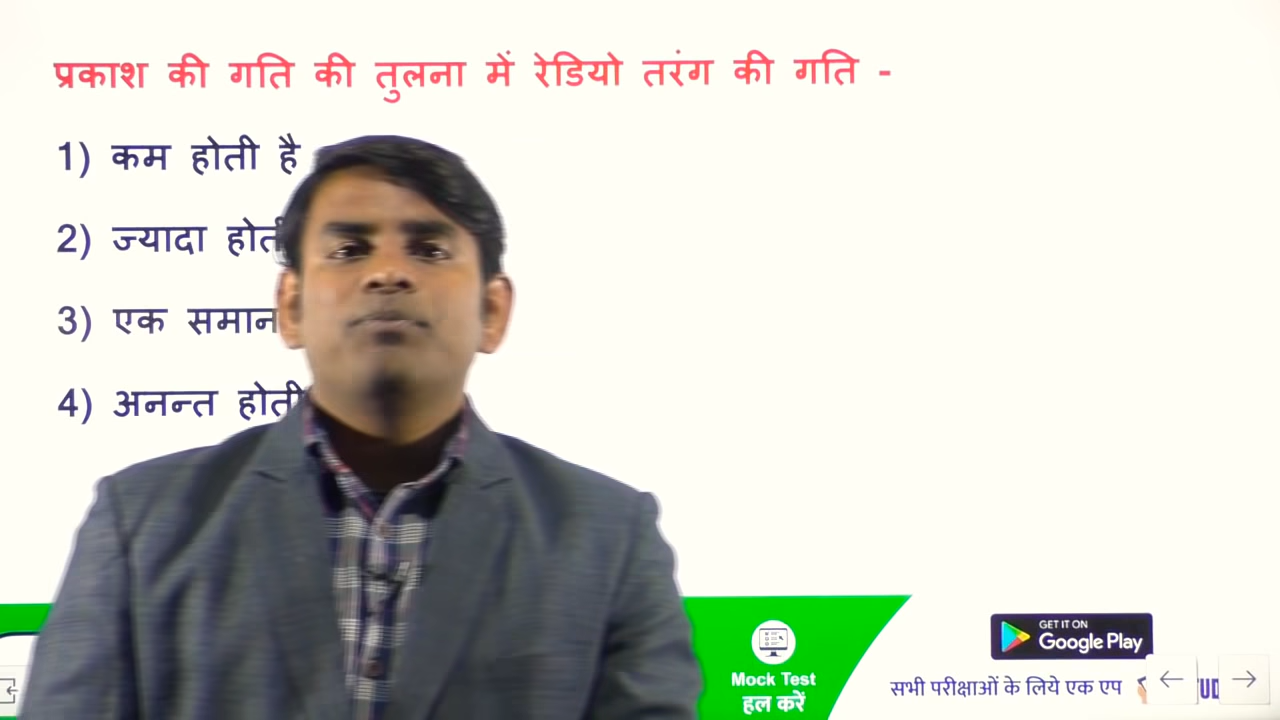 प्रकाश की गति की तुलना में रेडियो तरंग की गति -
1) कम होती है
2) ज्यादा
3) एक समान
4) अनन्त
Mock Test
हल करें
GET IT ON
Google Play
सभी परीक्षाओं के लिये एक एप